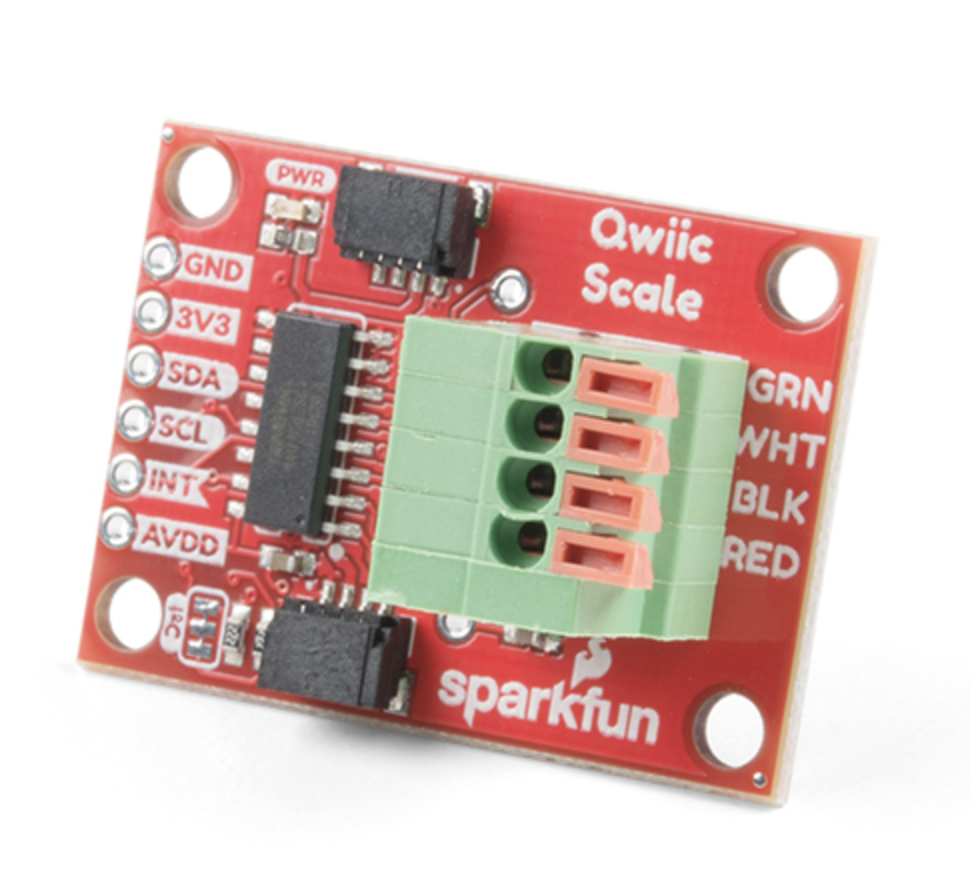 PWR
Qwiic
Scale
GND
3V3
SDA
SCL
INT
AVDD
GRN
WHT
BLK
RED
I²C
sparkfun